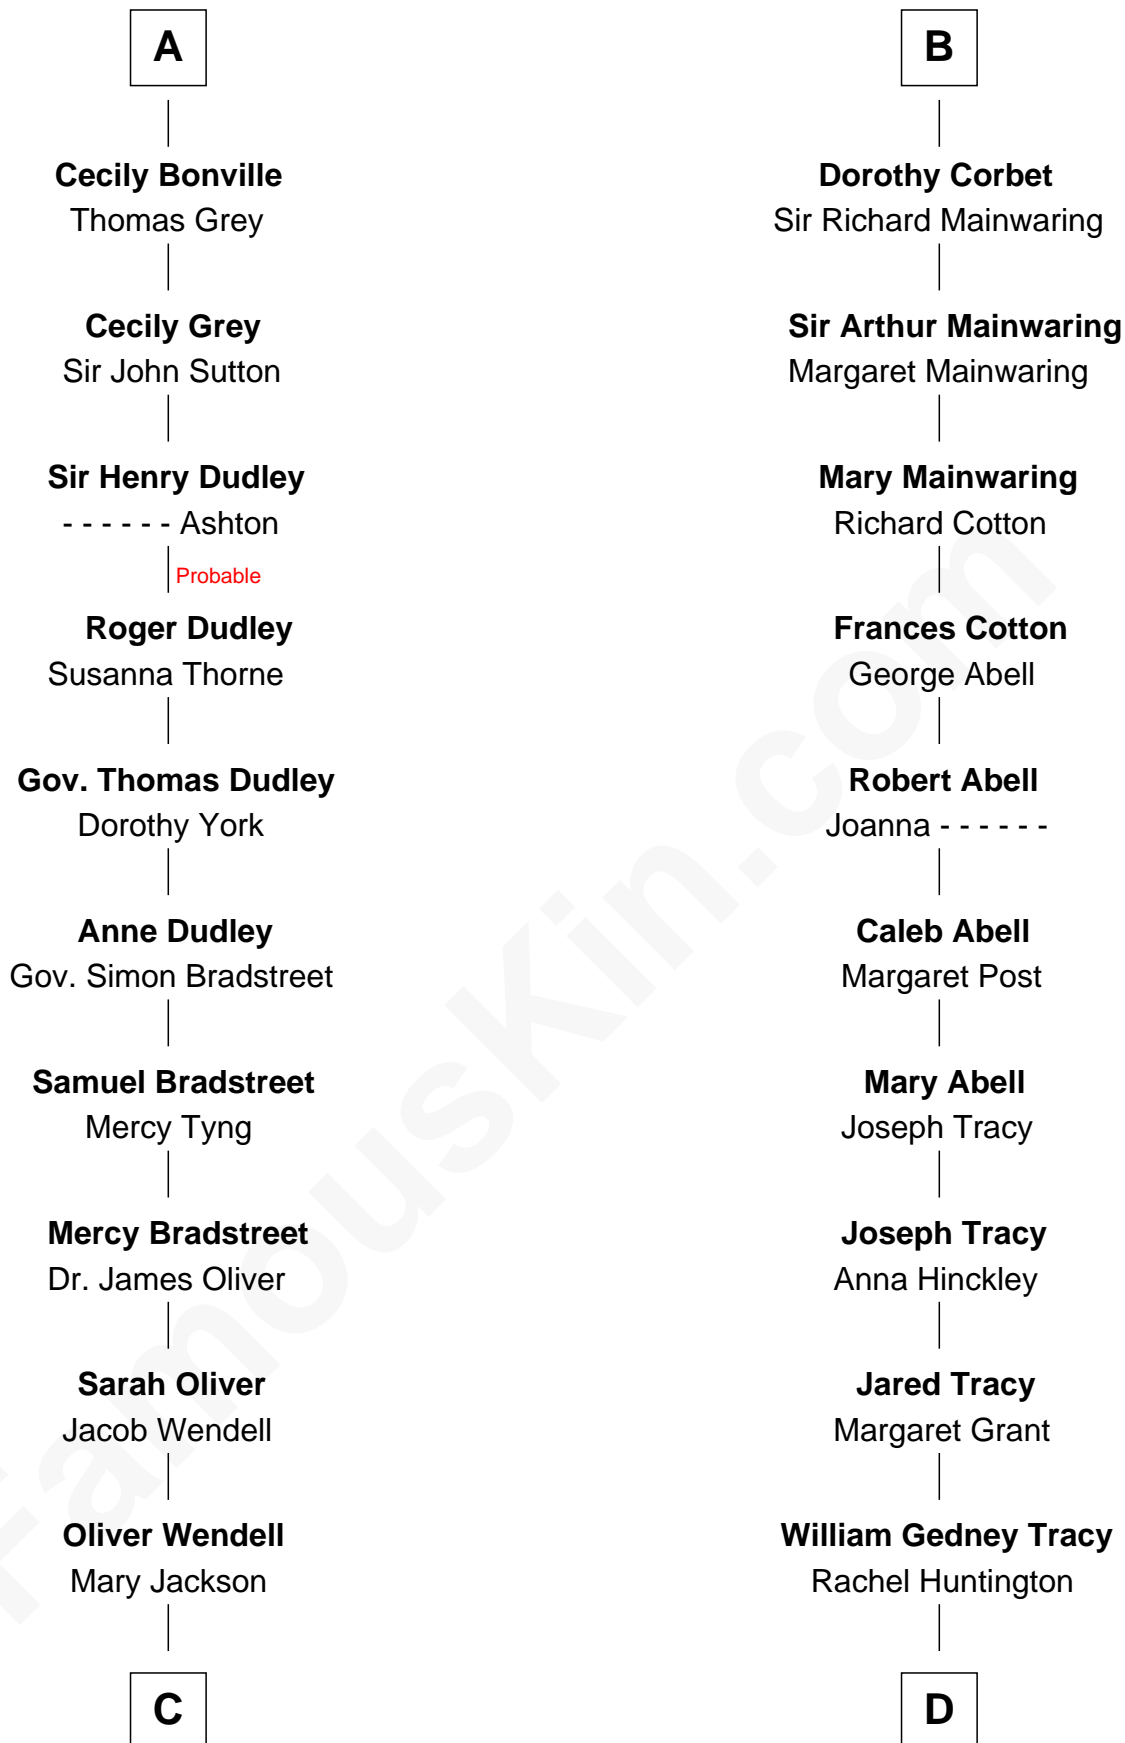 A
Cecily Bonville
Thomas Grey
Cecily Grey
Sir John Sutton
Sir Henry Dudley
- - - - - - Ashton
Probable
Roger Dudley
Susanna Thorne
Gov. Thomas Dudley
Dorothy York
Anne Dudley
Gov. Simon Bradstreet
Samuel Bradstreet
Mercy Tyng
Mercy Bradstreet
Dr. James Oliver
Sarah Oliver
Jacob Wendell
Oliver Wendell
Mary Jackson
C
B
Dorothy Corbet
Sir Richard Mainwaring
Sir Arthur Mainwaring
Margaret Mainwaring
Mary Mainwaring
Richard Cotton
Frances Cotton
George Abell
Robert Abell
Joanna - - - - - -
Caleb Abell
Margaret Post
Mary Abell
Joseph Tracy
Joseph Tracy
Anna Hinckley
Jared Tracy
Margaret Grant
William Gedney Tracy
Rachel Huntington
D
FamousKin.com